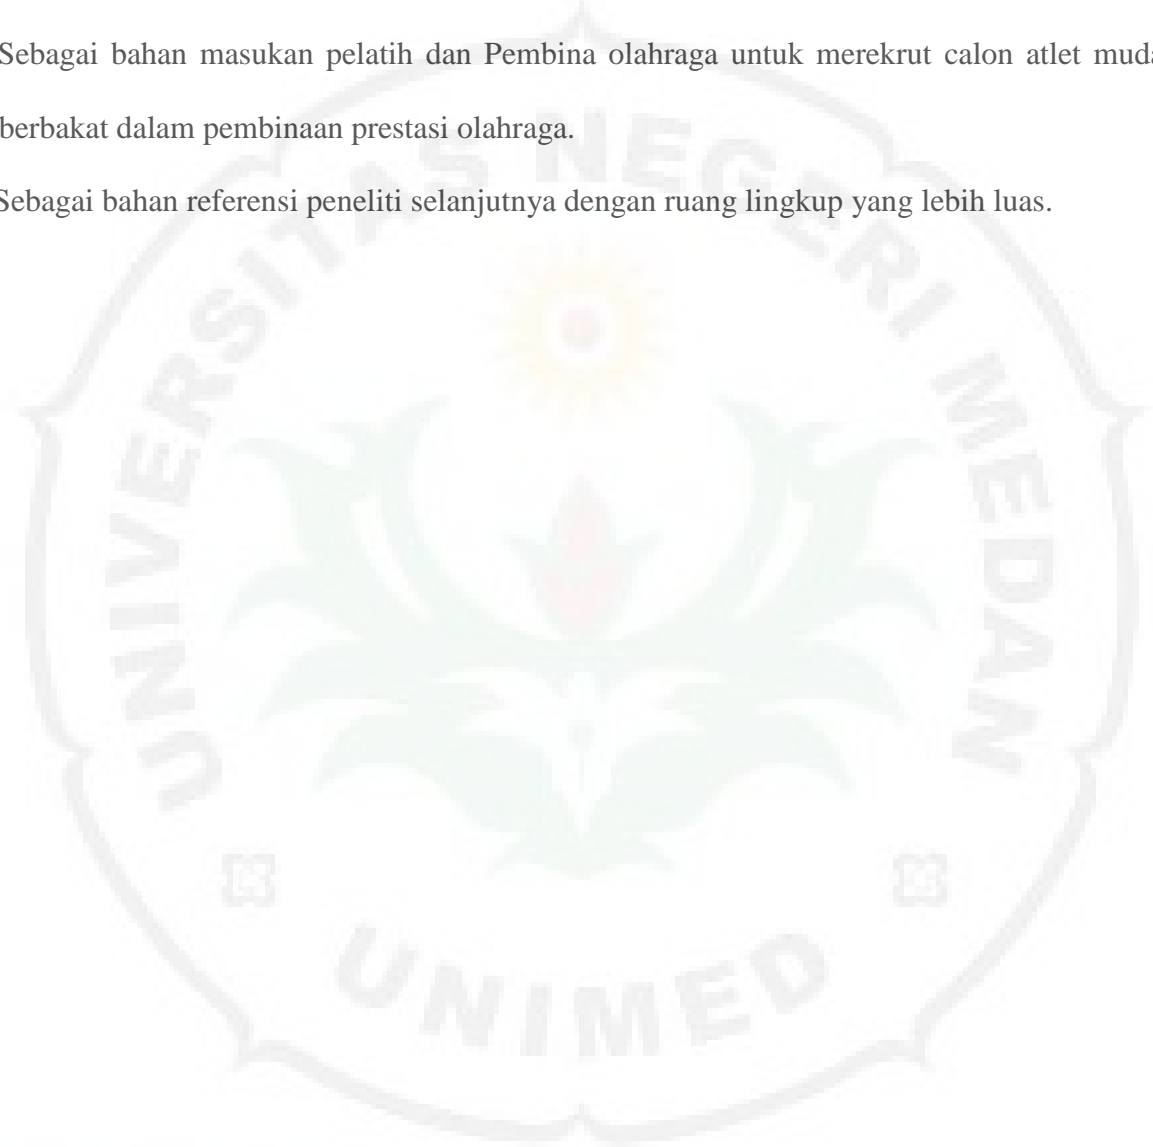 Sebagai bahan masukan pelatih dan Pembina olahraga untuk merekrut calon atlet muda
berbakat dalam pembinaan prestasi olahraga.
Sebagai bahan referensi peneliti selanjutnya dengan ruang lingkup yang lebih luas.
UNIVERSITAS NEGERI MEDAN
UNIMED